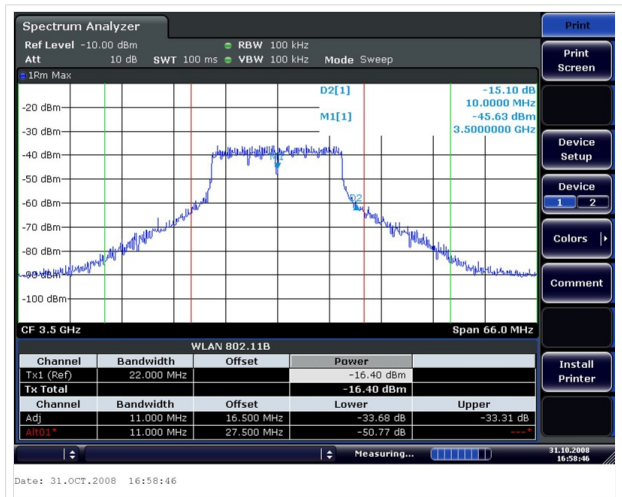 Spectrum Analyzer
Ref Level -10.00 dBm RBW 100 kHz
Att 10 dB SWT 100 ms VBW 100 kHz Mode Sweep
1Rm Max
D2[1] -15.10 dB
10.0000 MHz
M1[1] -45.63 dBm
3.5000000 GHz
-20 dBm
-30 dBm
-40 dBm
M1
-50 dBm
-60 dBm
D2
-70 dBm
-80 dBm
-90 dBm
-100 dBm
CF 3.5 GHz Span 66.0 MHz
WLAN 802.11B
Channel Bandwidth Offset Power
Tx1 (Ref) 22.000 MHz -16.40 dBm
Tx Total -16.40 dBm
Channel Bandwidth Offset Lower Upper
Adj 11.000 MHz 16.500 MHz -33.68 dB -33.31 dB
Alt01* 11.000 MHz 27.500 MHz -50.77 dB ---*
Measuring...
31.10.2008
16:58:46
Print
Print
Screen
Device
Setup
Device
1 2
Colors
Comment
Install
Printer
Date: 31.OCT.2008 16:58:46